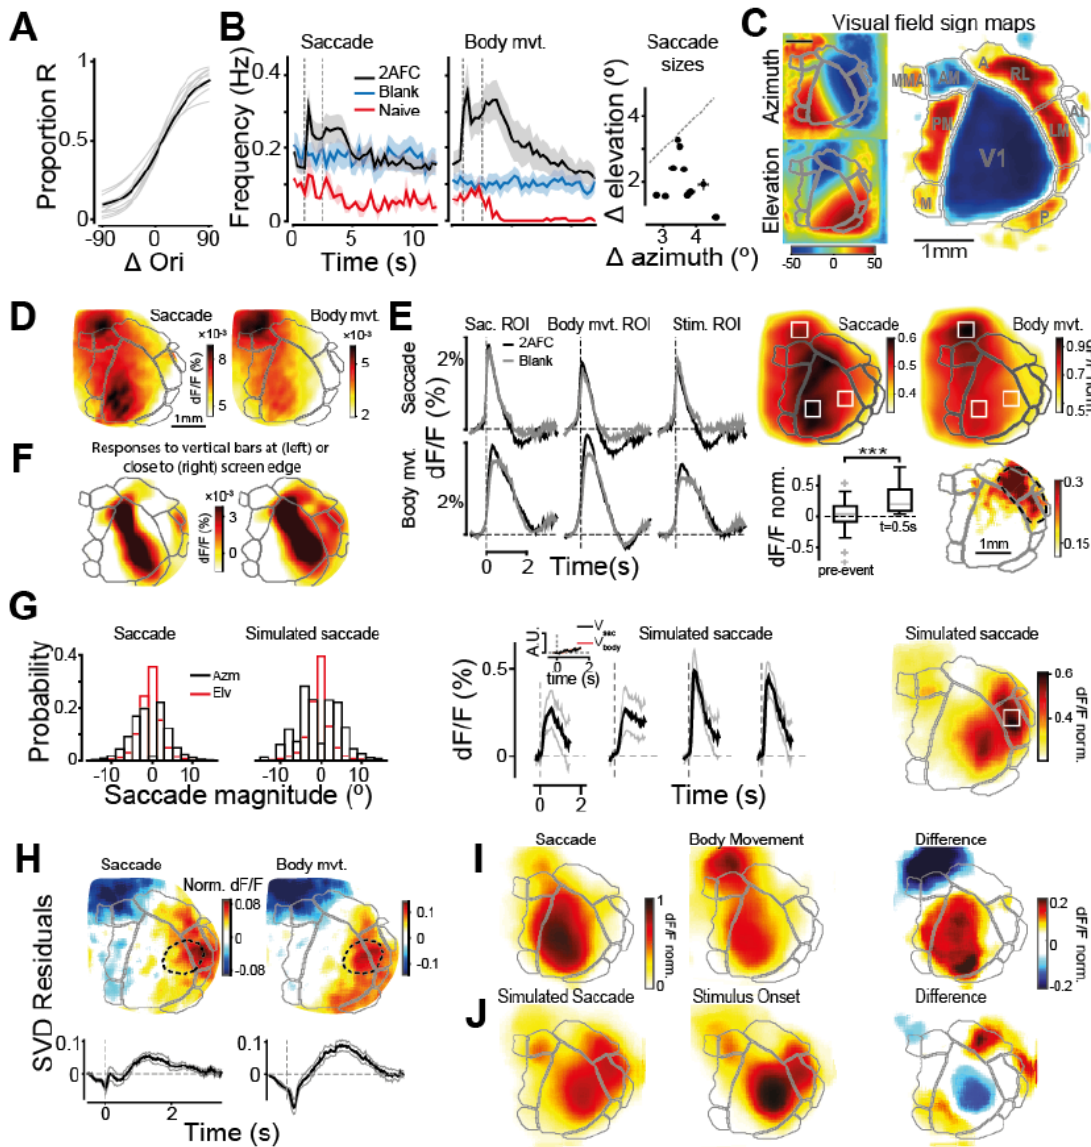 A
Proportion R
1
0.5
0
-90
0
90
Δ Ori
B
Saccade
Body mvt.
Frequency (Hz)
0.4
0.2
0
2AFC
Blank
Naive
0
5
10
Time (s)
Saccade
sizes
Δ elevation (º)
4
2
3
4
Δ azimuth (º)
C
Visual field sign maps
Azimuth
Elevation
-50
0
50
MMA
AM
A
RL
AL
PM
LM
V1
M
P
1mm
D
Saccade
×10⁻³
8
5
dF/F (%)
1mm
Body mvt.
×10⁻³
5
2
E
Sac. ROI
Body mvt. ROI
Stim. ROI
2AFC
Blank
Saccade
Body mvt.
2%
2%
dF/F (%)
0
2
Time(s)
Saccade
0.6
0.4
Body mvt.
0.9
0.7
0.5
dF/F norm.
***
0.5
0
-0.5
pre-event
t=0.5s
1mm
0.3
0.15
F
Responses to vertical bars at (left) or
close to (right) screen edge
×10⁻³
3
0
dF/F (%)
G
Saccade
Simulated saccade
Probability
0.4
0.2
0
Azm
Elv
-10
0
10
-10
0
10
Saccade magnitude (º)
A.U.
V sac
V body
0
2
time (s)
Simulated saccade
dF/F (%)
0.5
0
0
2
Time (s)
Simulated saccade
0.6
0.4
dF/F norm.
H
SVD Residuals
Saccade
Norm. dF/F
0.08
0
-0.08
Body mvt.
0.1
0
-0.1
0.1
0
0.1
0
0
2
Time (s)
I
Saccade
Body Movement
Difference
1
0
dF/F norm.
0.2
0
-0.2
dF/F norm.
J
Simulated Saccade
Stimulus Onset
Difference